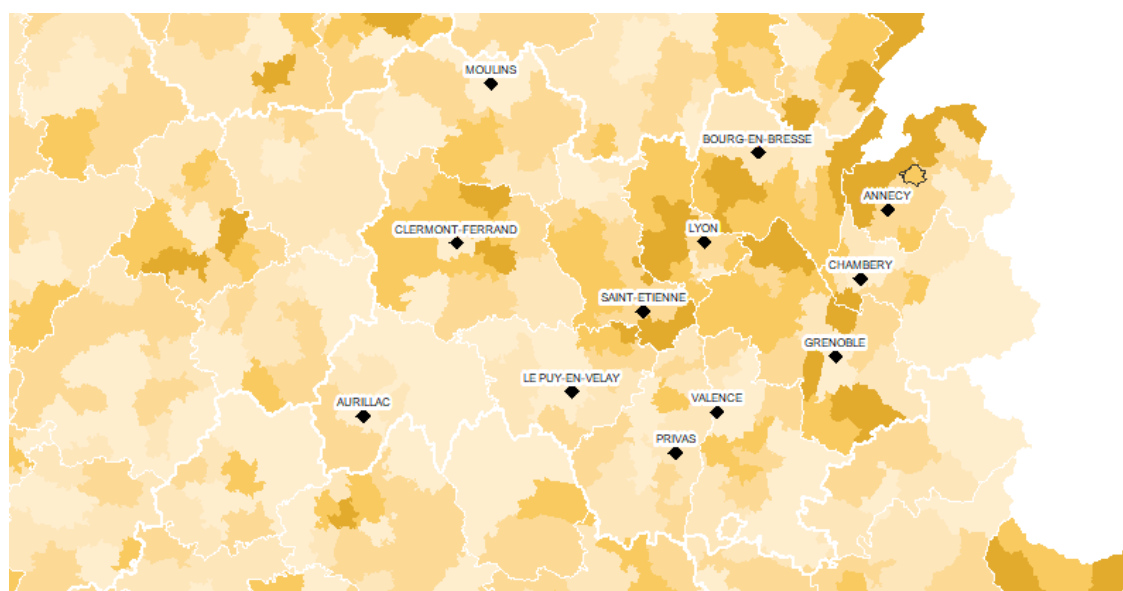 MOULINS
BOURG-EN-BRESSE
ANNECY
CLERMONT-FERRAND
LYON
CHAMBERY
SAINT-ETIENNE
GRENOBLE
LE PUY-EN-VELAY
AURILLAC
VALENCE
PRIVAS